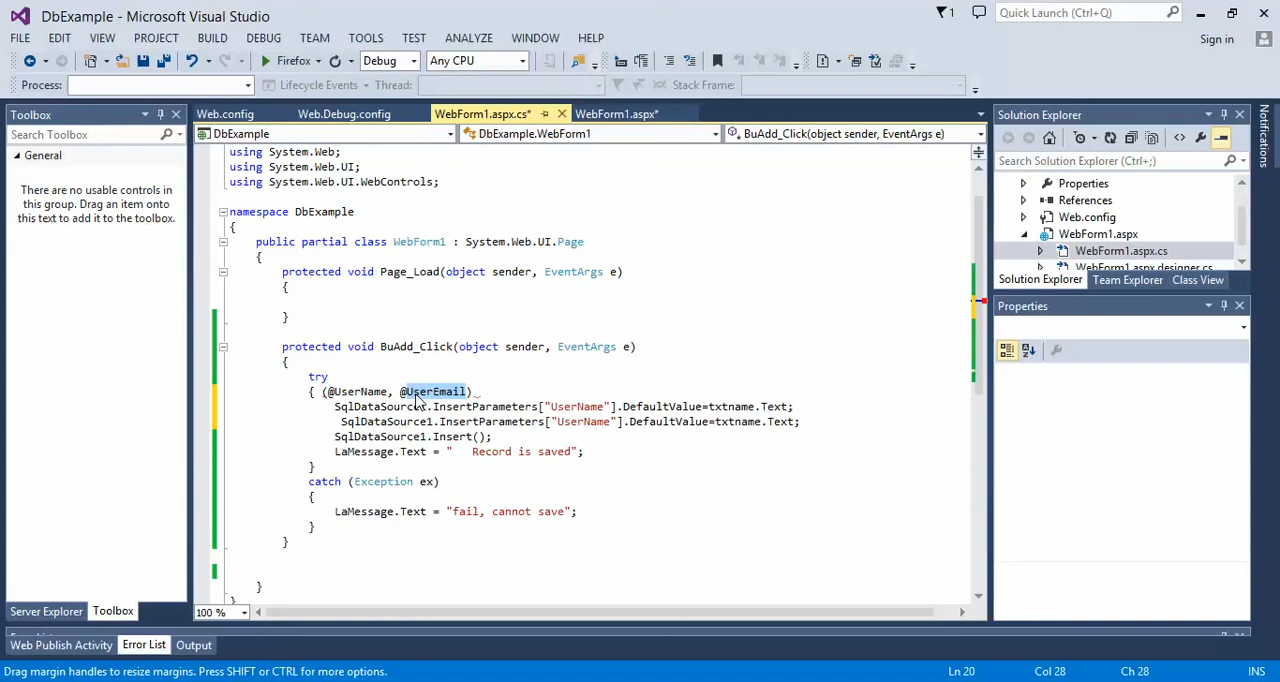 DbExample - Microsoft Visual Studio
1
Quick Launch (Ctrl+Q)
FILE EDIT VIEW PROJECT BUILD DEBUG TEAM TOOLS TEST ANALYZE WINDOW HELP
Sign in
Firefox Debug Any CPU
Process: Lifecycle Events Thread: Stack Frame:
Toolbox
Search Toolbox
General
There are no usable controls in
this group. Drag an item onto
this text to add it to the toolbox.
Server Explorer Toolbox
Web.config Web.Debug.config WebForm1.aspx.cs* WebForm1.aspx*
DbExample DbExample.WebForm1 BuAdd_Click(object sender, EventArgs e)
using System.Web;
using System.Web.UI;
using System.Web.UI.WebControls;
namespace DbExample
{
public partial class WebForm1 : System.Web.UI.Page
{
protected void Page_Load(object sender, EventArgs e)
{
}
protected void BuAdd_Click(object sender, EventArgs e)
{
try
{ (@UserName, @UserEmail)
SqlDataSource1.InsertParameters["UserName"].DefaultValue=txtname.Text;
SqlDataSource1.InsertParameters["UserName"].DefaultValue=txtname.Text;
SqlDataSource1.Insert();
LaMessage.Text = "   Record is saved";
}
catch (Exception ex)
{
LaMessage.Text = "fail, cannot save";
}
}
}
}
100 %
Solution Explorer
Search Solution Explorer (Ctrl+;)
Properties
References
Web.config
WebForm1.aspx
WebForm1.aspx.cs
WebForm1.aspx.designer.cs
Solution Explorer Team Explorer Class View
Properties
Notifications
Web Publish Activity Error List Output
Drag margin handles to resize margins. Press SHIFT or CTRL for more options.
Ln 20 Col 28 Ch 28 INS